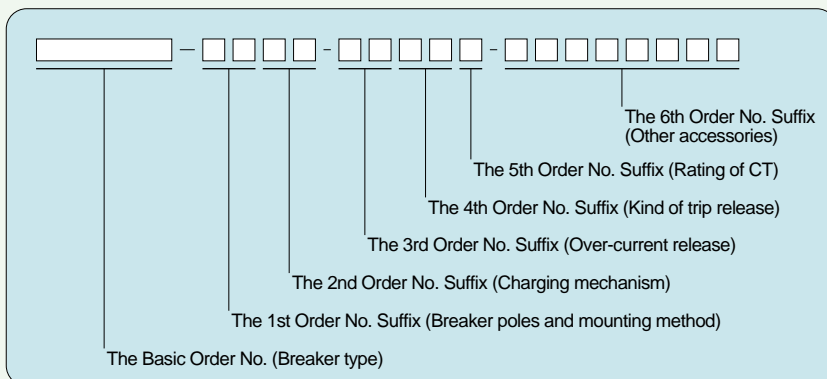 The 6th Order No. Suffix
(Other accessories)
The 5th Order No. Suffix (Rating of CT)
The 4th Order No. Suffix (Kind of trip release)
The 3rd Order No. Suffix (Over-current release)
The 2nd Order No. Suffix (Charging mechanism)
The 1st Order No. Suffix (Breaker poles and mounting method)
The Basic Order No. (Breaker type)